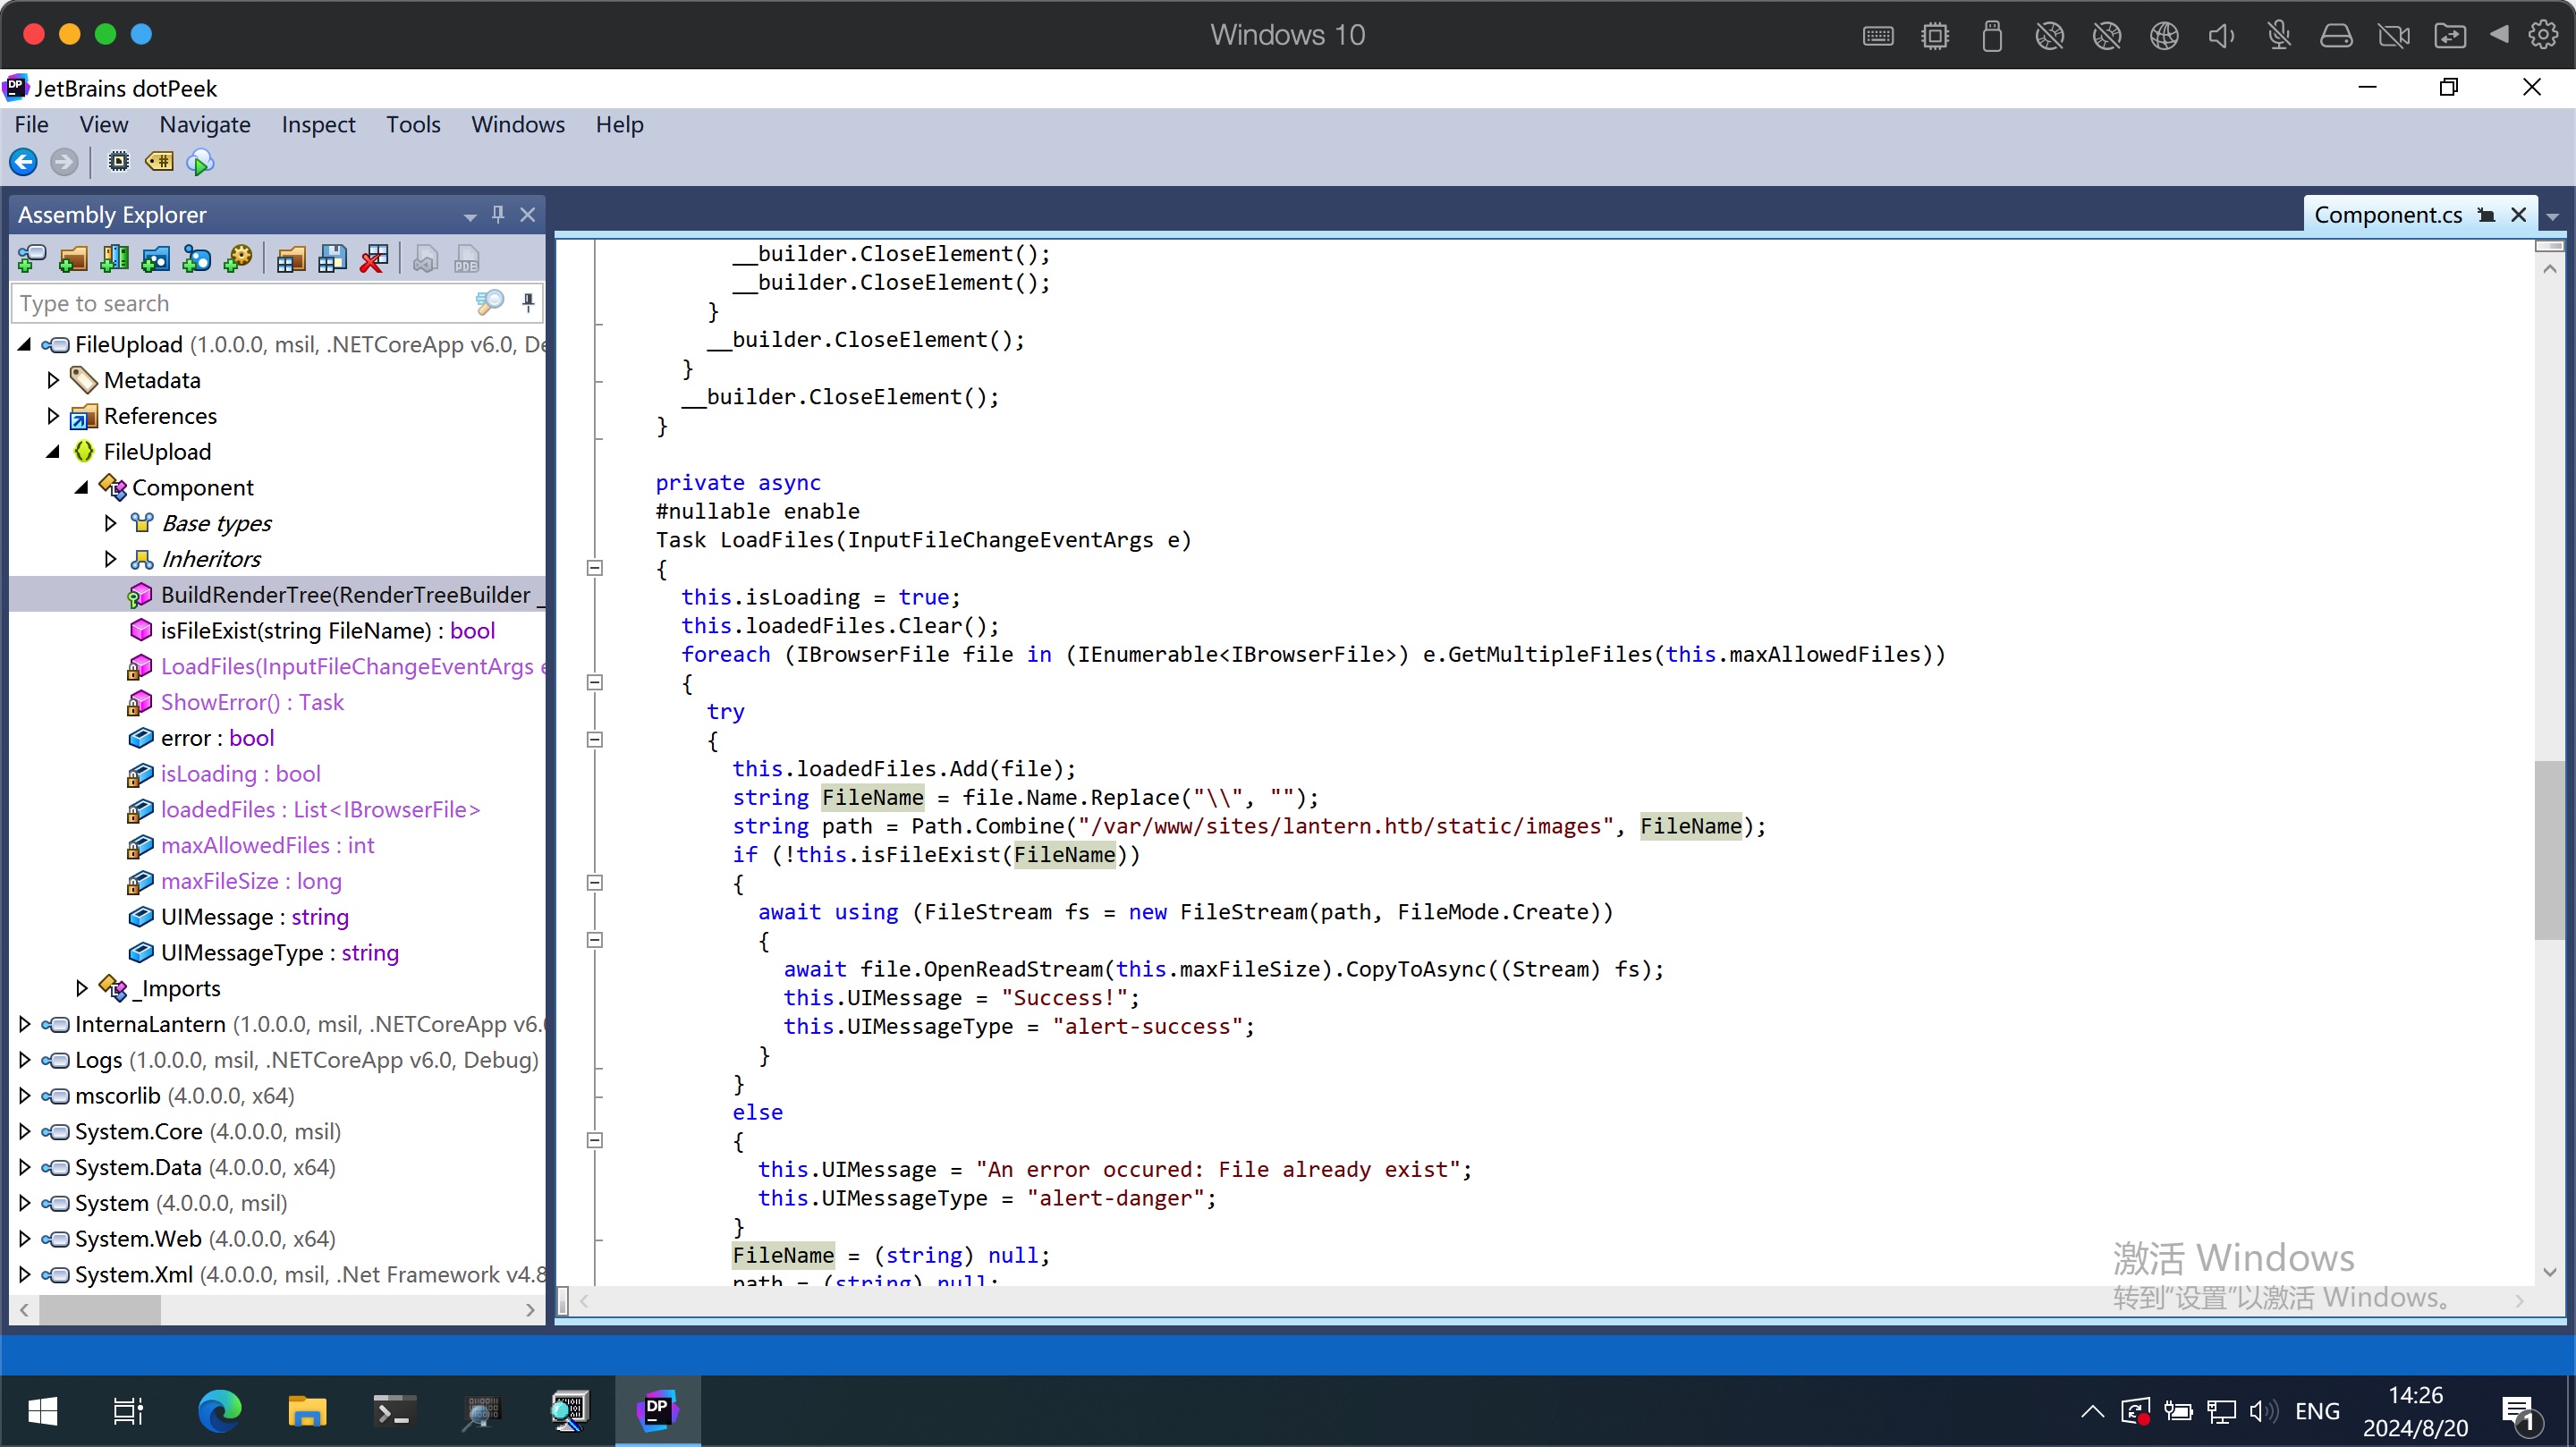 Windows 10
JetBrains dotPeek
File View Navigate Inspect Tools Windows Help
Assembly Explorer
Type to search
FileUpload (1.0.0.0, msil, .NETCoreApp v6.0, De
Metadata
References
FileUpload
Component
Base types
Inheritors
BuildRenderTree(RenderTreeBuilder _
isFileExist(string FileName) : bool
LoadFiles(InputFileChangeEventArgs e
ShowError() : Task
error : bool
isLoading : bool
loadedFiles : List<IBrowserFile>
maxAllowedFiles : int
maxFileSize : long
UIMessage : string
UIMessageType : string
_Imports
InternaLantern (1.0.0.0, msil, .NETCoreApp v6.0
Logs (1.0.0.0, msil, .NETCoreApp v6.0, Debug)
mscorlib (4.0.0.0, x64)
System.Core (4.0.0.0, msil)
System.Data (4.0.0.0, x64)
System (4.0.0.0, msil)
System.Web (4.0.0.0, x64)
System.Xml (4.0.0.0, msil, .Net Framework v4.8
Component.cs
__builder.CloseElement();
__builder.CloseElement();
}
__builder.CloseElement();
}
__builder.CloseElement();
}
private async
#nullable enable
Task LoadFiles(InputFileChangeEventArgs e)
{
this.isLoading = true;
this.loadedFiles.Clear();
foreach (IBrowserFile file in (IEnumerable<IBrowserFile>) e.GetMultipleFiles(this.maxAllowedFiles))
{
try
{
this.loadedFiles.Add(file);
string FileName = file.Name.Replace("\\", "");
string path = Path.Combine("/var/www/sites/lantern.htb/static/images", FileName);
if (!this.isFileExist(FileName))
{
await using (FileStream fs = new FileStream(path, FileMode.Create))
{
await file.OpenReadStream(this.maxFileSize).CopyToAsync((Stream) fs);
this.UIMessage = "Success!";
this.UIMessageType = "alert-success";
}
}
else
{
this.UIMessage = "An error occured: File already exist";
this.UIMessageType = "alert-danger";
}
FileName = (string) null;
path = (string) null;
激活 Windows
转到"设置"以激活 Windows。
DP
ENG
14:26
2024/8/20
1